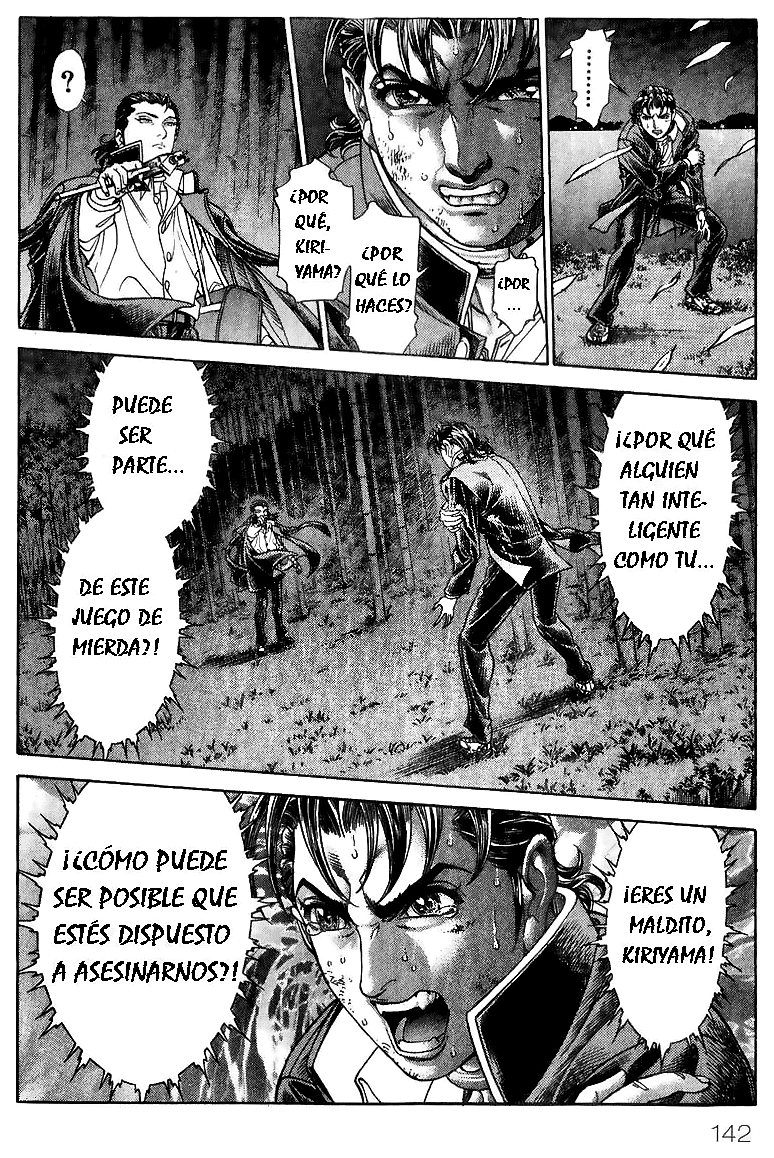 .........
¿POR
...
¿POR
QUÉ LO
HACES?
¿POR
QUÉ,
KIRI-
YAMA?
?
¡¿POR QUÉ
ALGUIEN
TAN INTE-
LIGENTE
COMO TU...
PUEDE
SER
PARTE...
DE ESTE
JUEGO DE
MIERDA?!
¡ERES UN
MALDITO,
KIRIYAMA!
¡¿CÓMO PUEDE
SER POSIBLE QUE
ESTÉS DISPUESTO
A ASESINARNOS?!
142